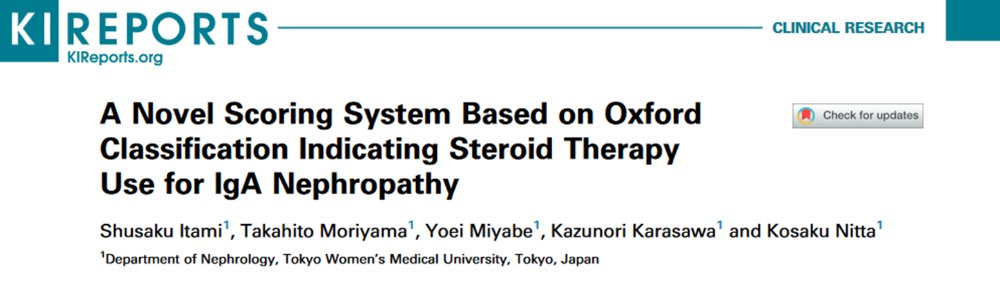 KI REPORTS
KIReports.org
CLINICAL RESEARCH
A Novel Scoring System Based on Oxford
Classification Indicating Steroid Therapy
Use for IgA Nephropathy
Check for updates
Shusaku Itami1, Takahito Moriyama1, Yoei Miyabe1, Kazunori Karasawa1 and Kosaku Nitta1
1Department of Nephrology, Tokyo Women's Medical University, Tokyo, Japan